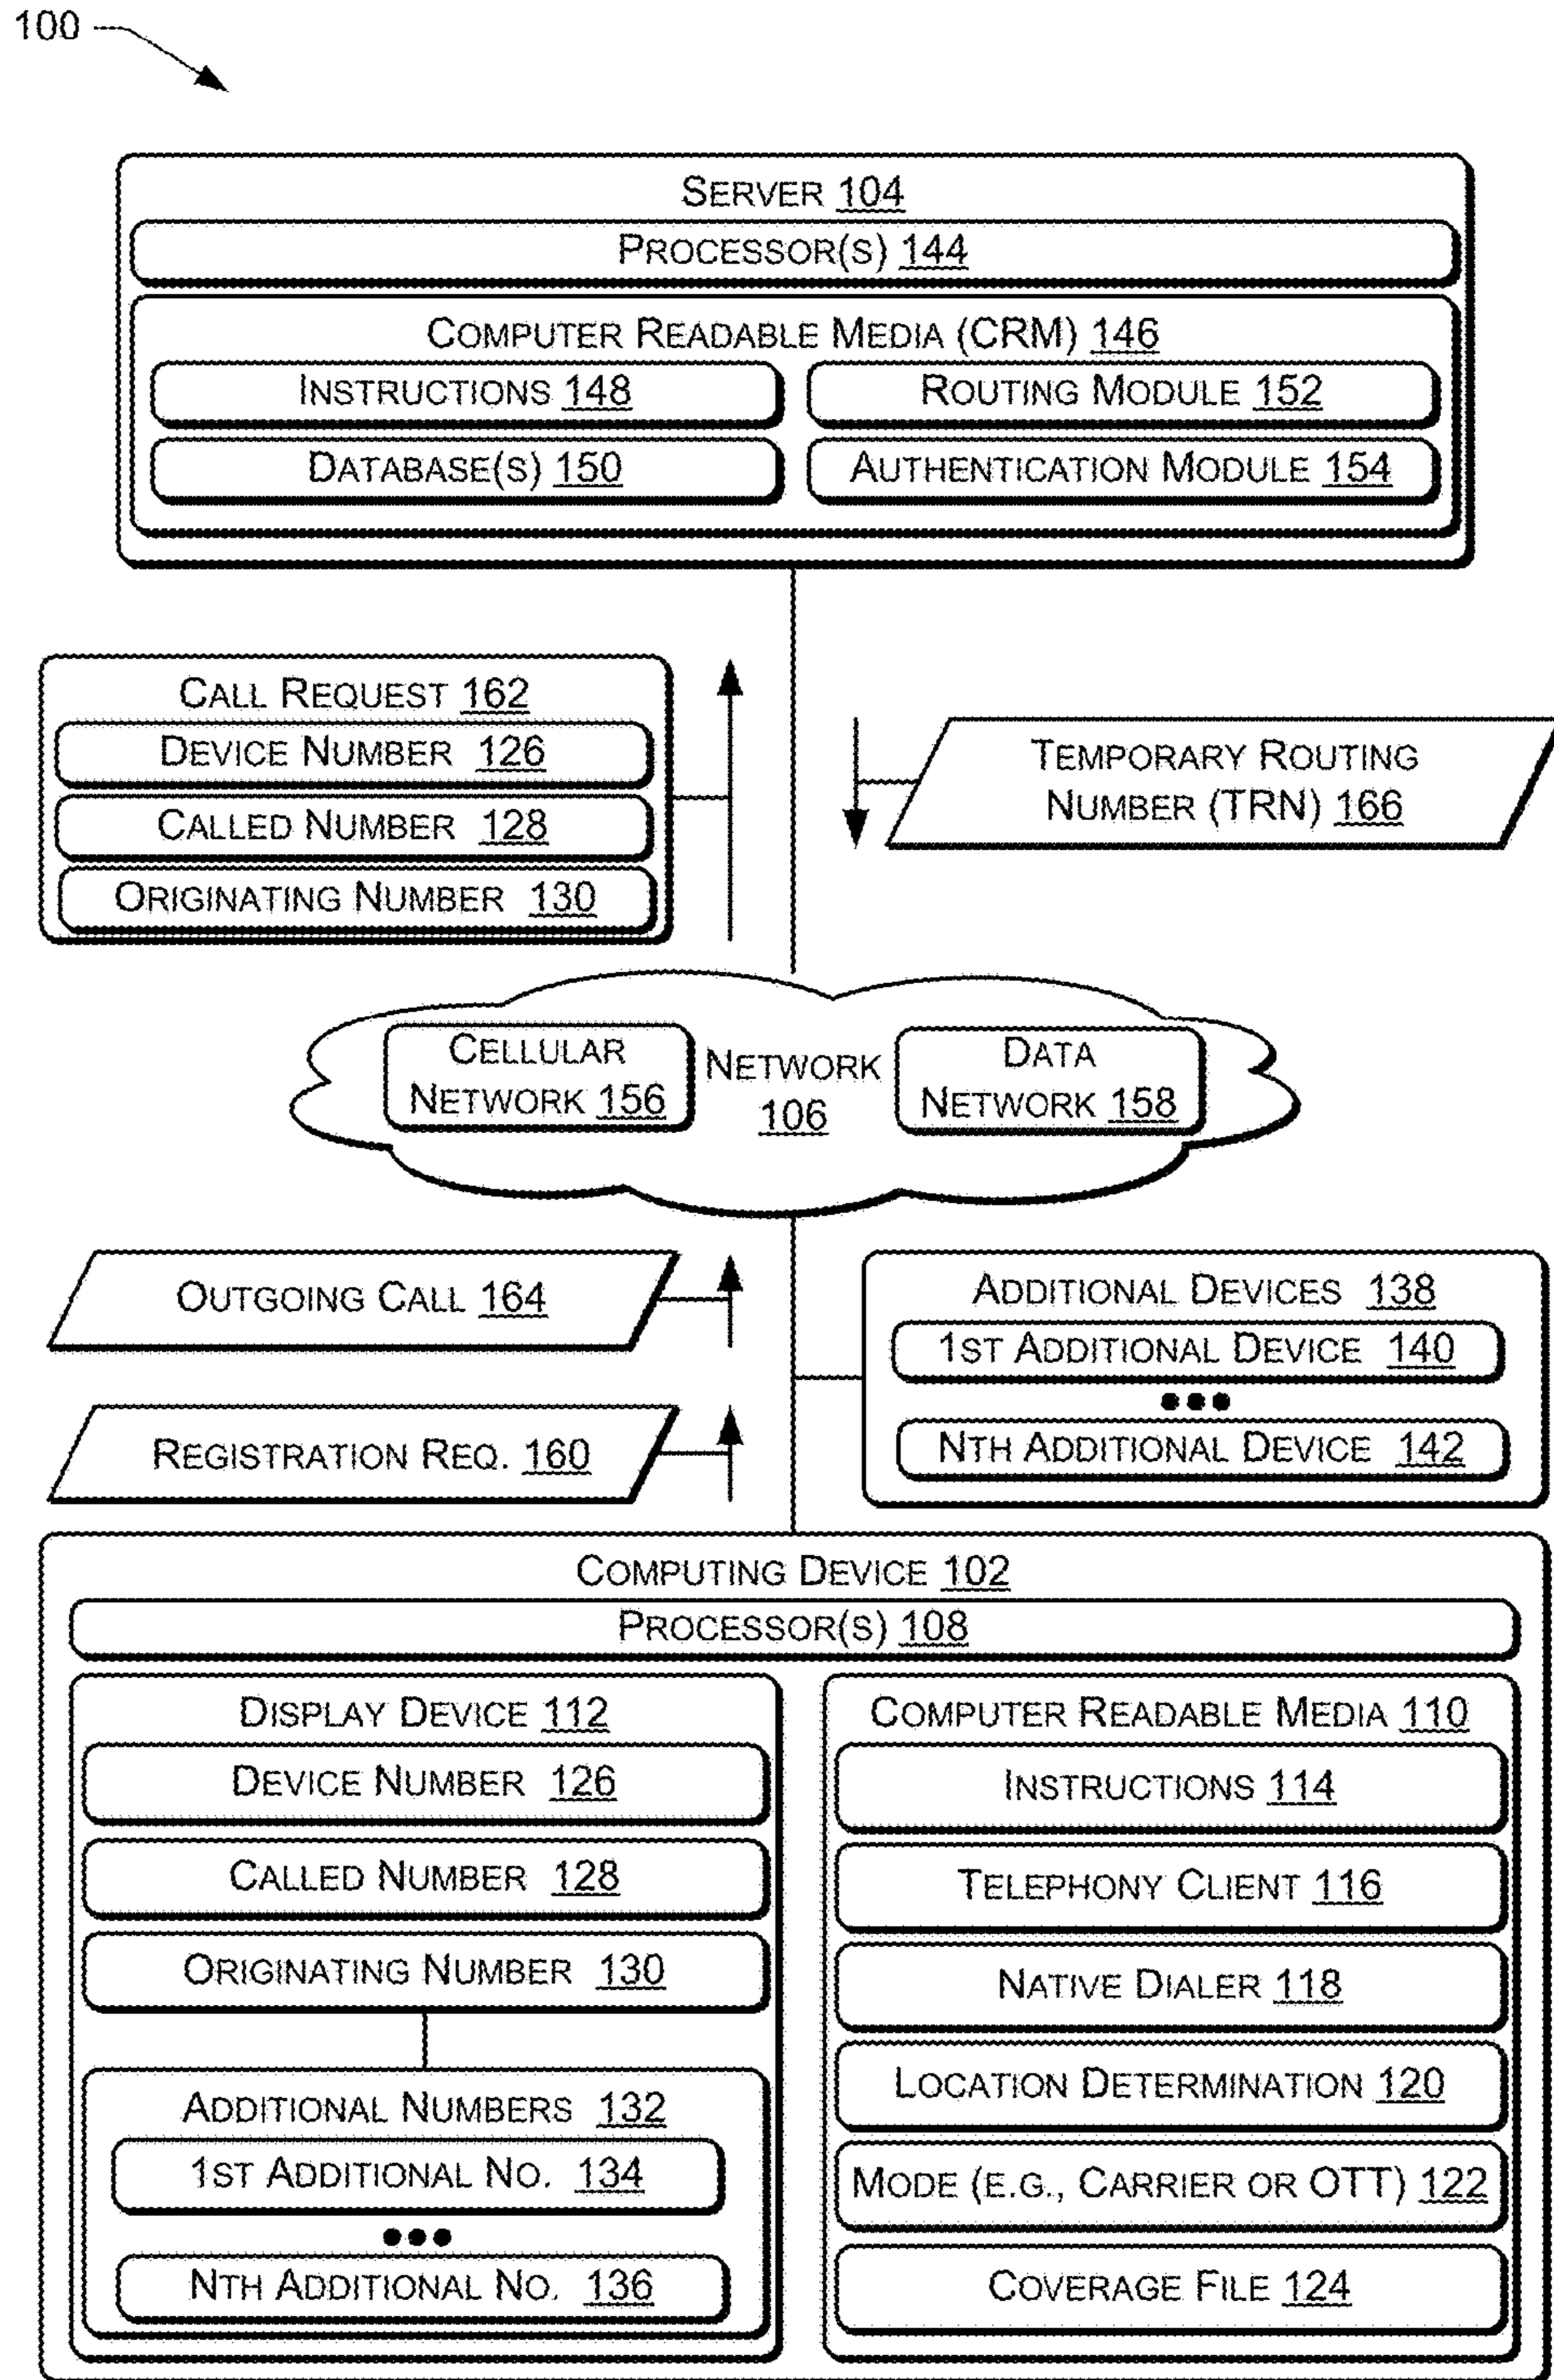 100
SERVER 104
PROCESSOR(S) 144
COMPUTER READABLE MEDIA (CRM) 146
INSTRUCTIONS 148
ROUTING MODULE 152
DATABASE(S) 150
AUTHENTICATION MODULE 154
CALL REQUEST 162
DEVICE NUMBER 126
CALLED NUMBER 128
ORIGINATING NUMBER 130
TEMPORARY ROUTING
NUMBER (TRN) 166
CELLULAR
NETWORK 156
NETWORK
106
DATA
NETWORK 158
OUTGOING CALL 164
REGISTRATION REQ. 160
ADDITIONAL DEVICES 138
1ST ADDITIONAL DEVICE 140
•••
NTH ADDITIONAL DEVICE 142
COMPUTING DEVICE 102
PROCESSOR(S) 108
DISPLAY DEVICE 112
DEVICE NUMBER 126
CALLED NUMBER 128
ORIGINATING NUMBER 130
ADDITIONAL NUMBERS 132
1ST ADDITIONAL NO. 134
•••
NTH ADDITIONAL NO. 136
COMPUTER READABLE MEDIA 110
INSTRUCTIONS 114
TELEPHONY CLIENT 116
NATIVE DIALER 118
LOCATION DETERMINATION 120
MODE (E.G., CARRIER OR OTT) 122
COVERAGE FILE 124